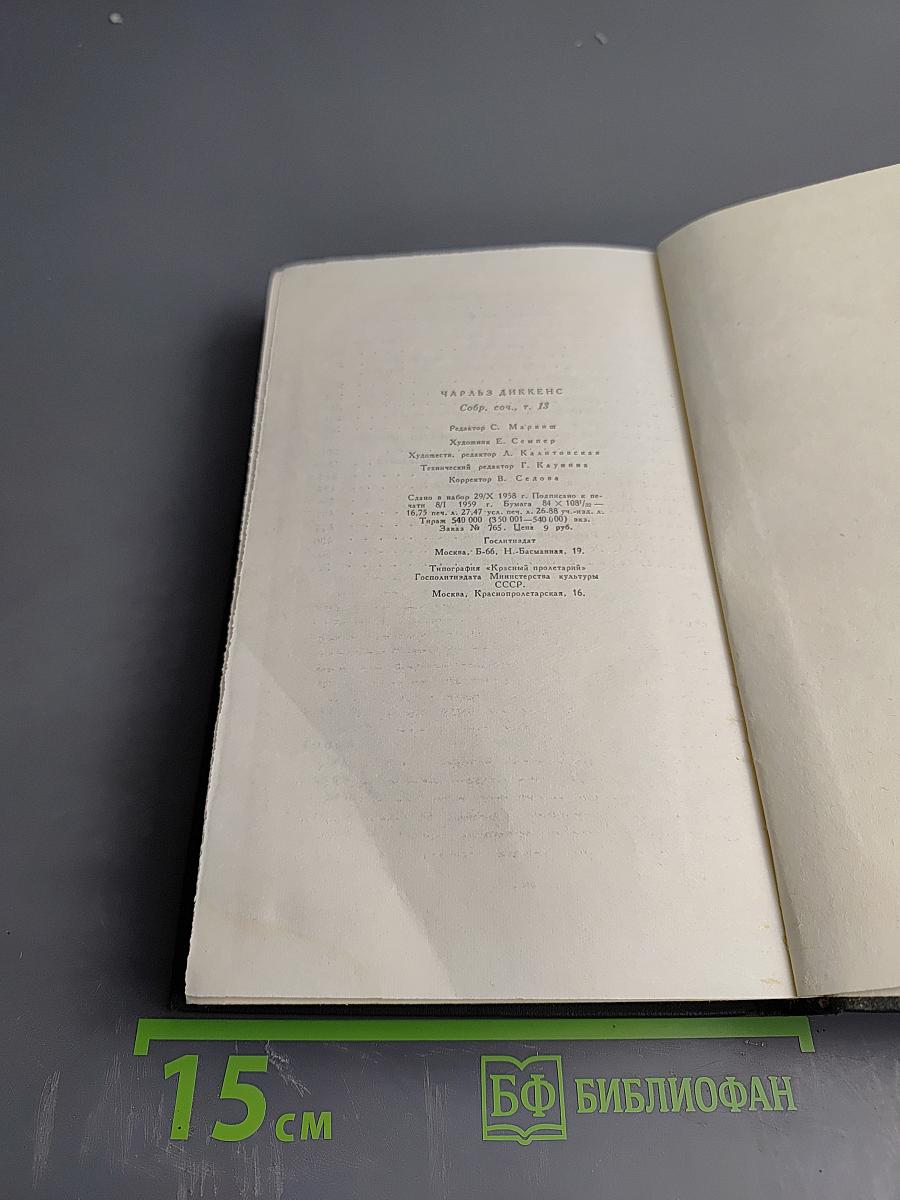 ЧАРЛЬЗ ДИККЕНС
Собр. соч., т. 13
Редактор С. Маркиш
Художник Е. Семпер
Художеств. редактор Л. Калитовская
Технический редактор Г. Каунина
Корректор В. Седова
Сдано в набор 29/X 1958 г. Подписано к пе-
чати 8/I 1959 г. Бумага 84 × 108¹/₃₂ —
16,75 печ. л. 27,47 усл. печ. л. 26.88 уч.-изд. л.
Тираж 540 000 (350 001—540 000) экз.
Заказ № 765. Цена 9 руб.
Гослитиздат
Москва, Б-66, Н.-Басманная, 19.
Типография «Красный пролетарий»
Госполитиздата Министерства культуры
СССР.
Москва, Краснопролетарская, 16.
15 см
БФ БИБЛИОФАН